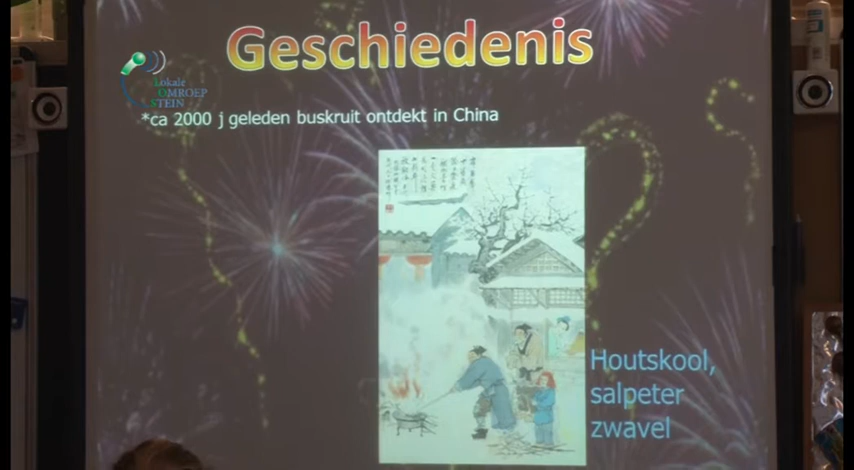 Geschiedenis
Lokale
OMROEP
STEIN
*ca 2000 j geleden buskruit ontdekt in China
Houtskool,
salpeter
zwavel